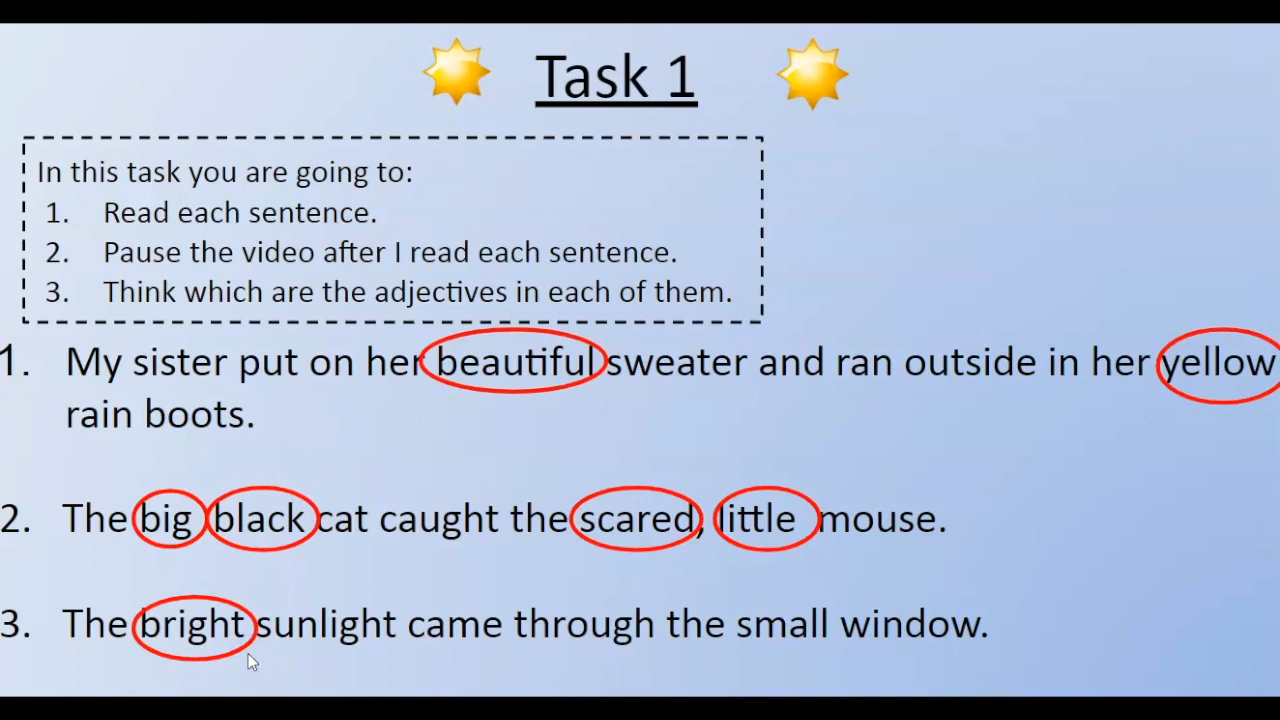 Task 1
In this task you are going to:
1. Read each sentence.
2. Pause the video after I read each sentence.
3. Think which are the adjectives in each of them.
1. My sister put on her beautiful sweater and ran outside in her yellow
rain boots.
2. The big black cat caught the scared, little mouse.
3. The bright sunlight came through the small window.